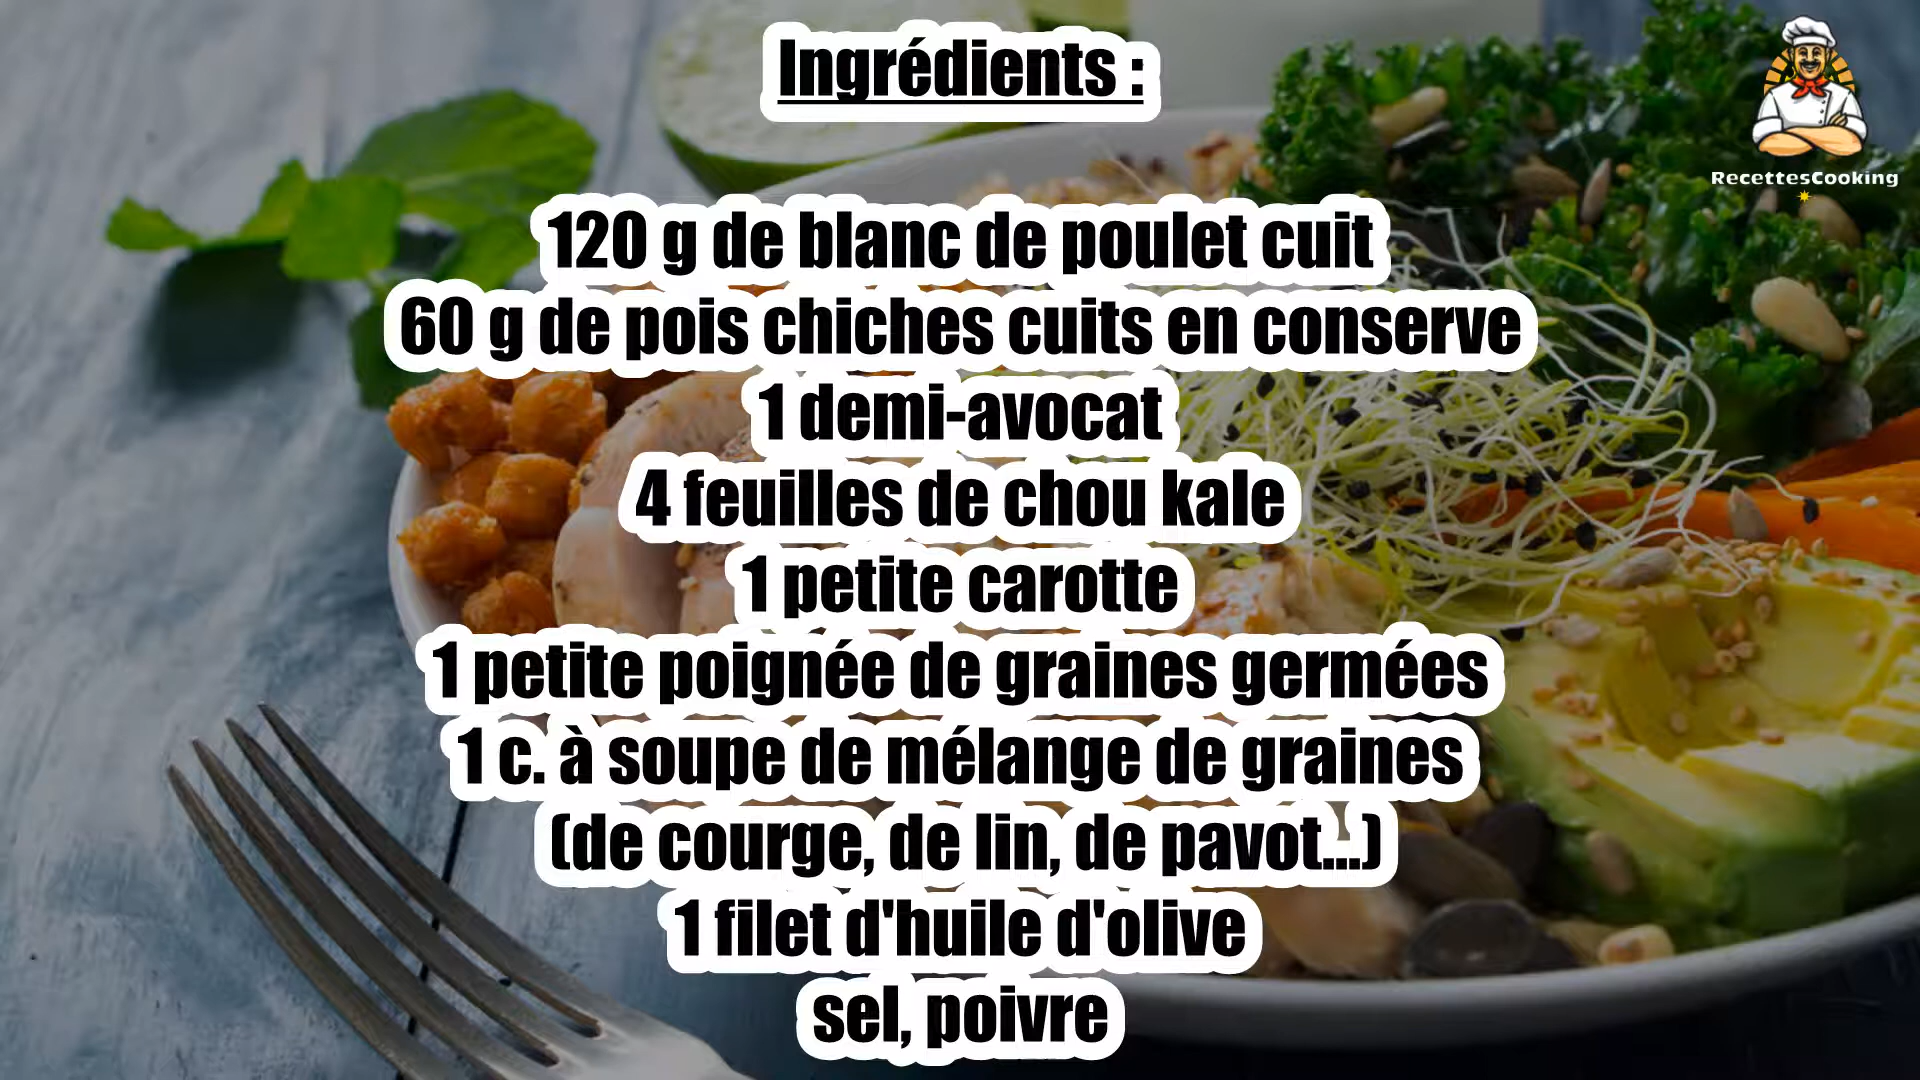 Ingrédients :
RecettesCooking
120 g de blanc de poulet cuit
60 g de pois chiches cuits en conserve
1 demi-avocat
4 feuilles de chou kale
1 petite carotte
1 petite poignée de graines germées
1 c. à soupe de mélange de graines
(de courge, de lin, de pavot...)
1 filet d'huile d'olive
sel, poivre